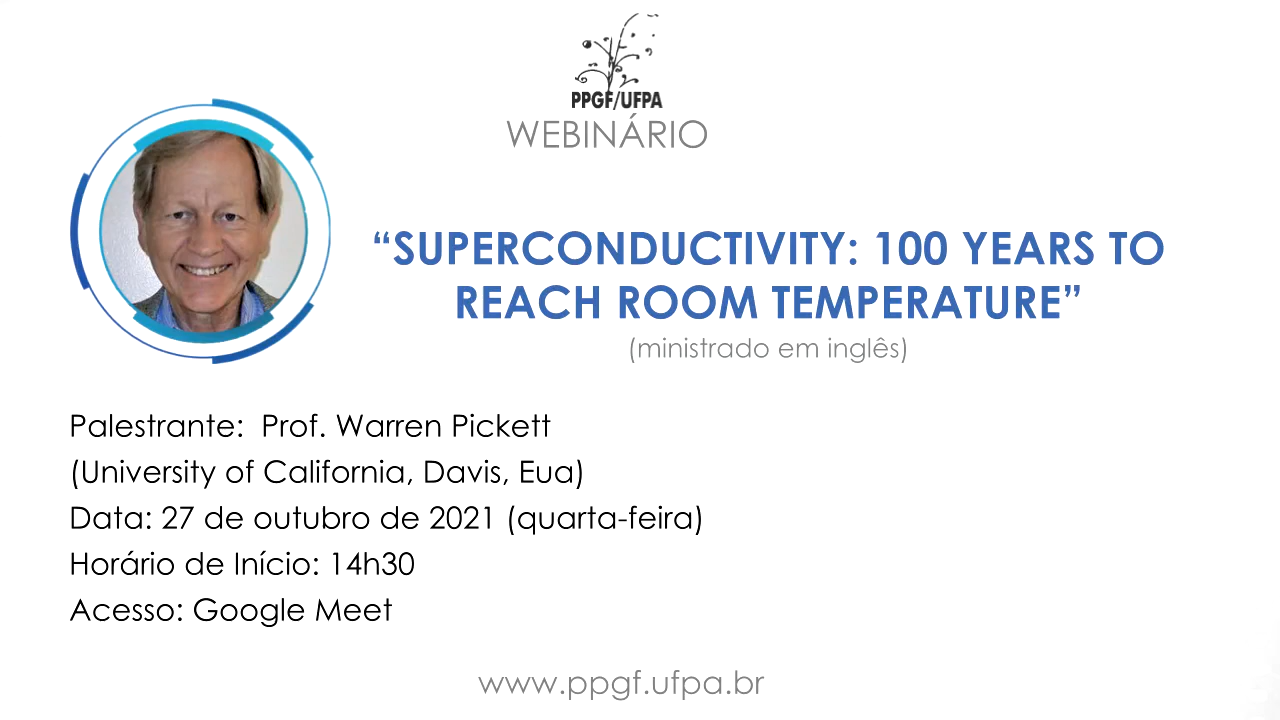 PPGF/UFPA
WEBINÁRIO
“SUPERCONDUCTIVITY: 100 YEARS TO
REACH ROOM TEMPERATURE”
(ministrado em inglês)
Palestrante: Prof. Warren Pickett
(University of California, Davis, Eua)
Data: 27 de outubro de 2021 (quarta-feira)
Horário de Início: 14h30
Acesso: Google Meet
www.ppgf.ufpa.br